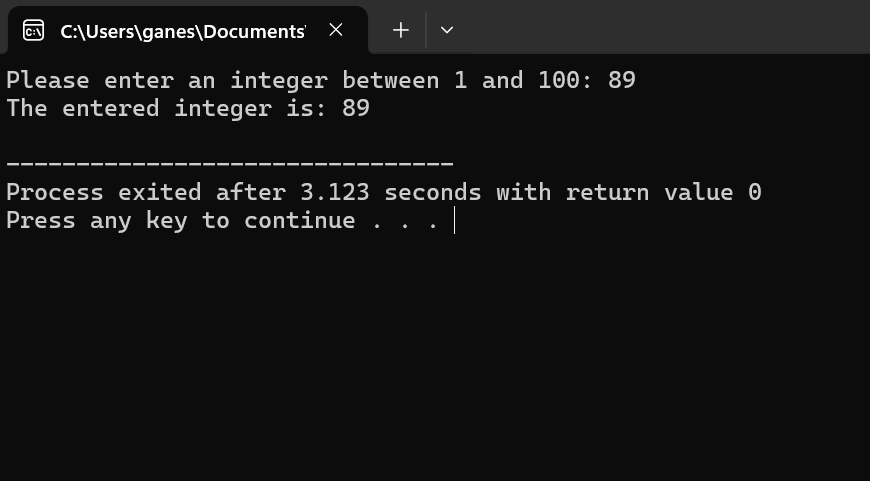 C:\Users\ganes\Documents'
Please enter an integer between 1 and 100: 89
The entered integer is: 89
--------------------------------
Process exited after 3.123 seconds with return value 0
Press any key to continue . . .